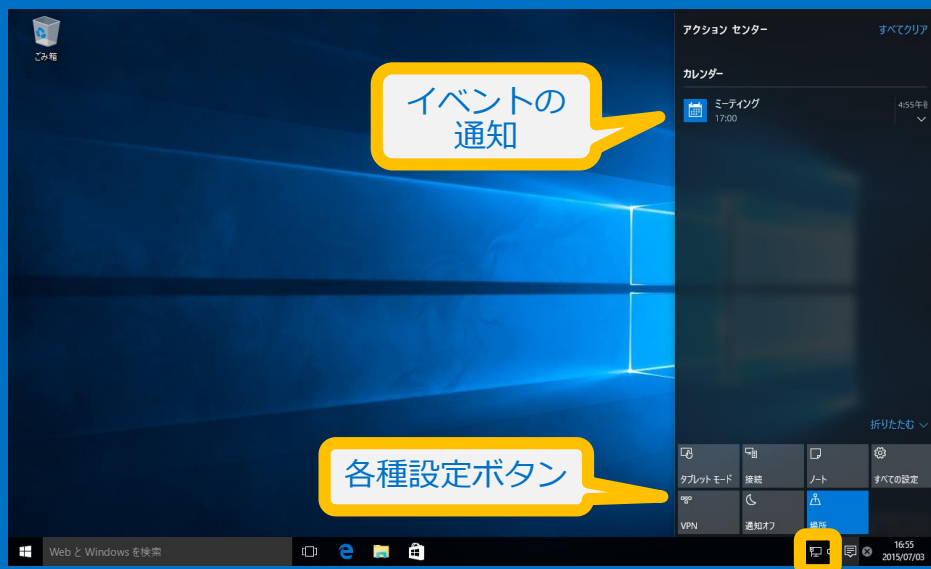 ごみ箱
アクション センター
すべてクリア
カレンダー
ミーティング
4:55午後
17:00
イベントの
通知
折りたたむ
各種設定ボタン
タブレット モード
接続
ノート
すべての設定
VPN
通知オフ
場所
Web と Windows を検索
16:55
2015/07/03